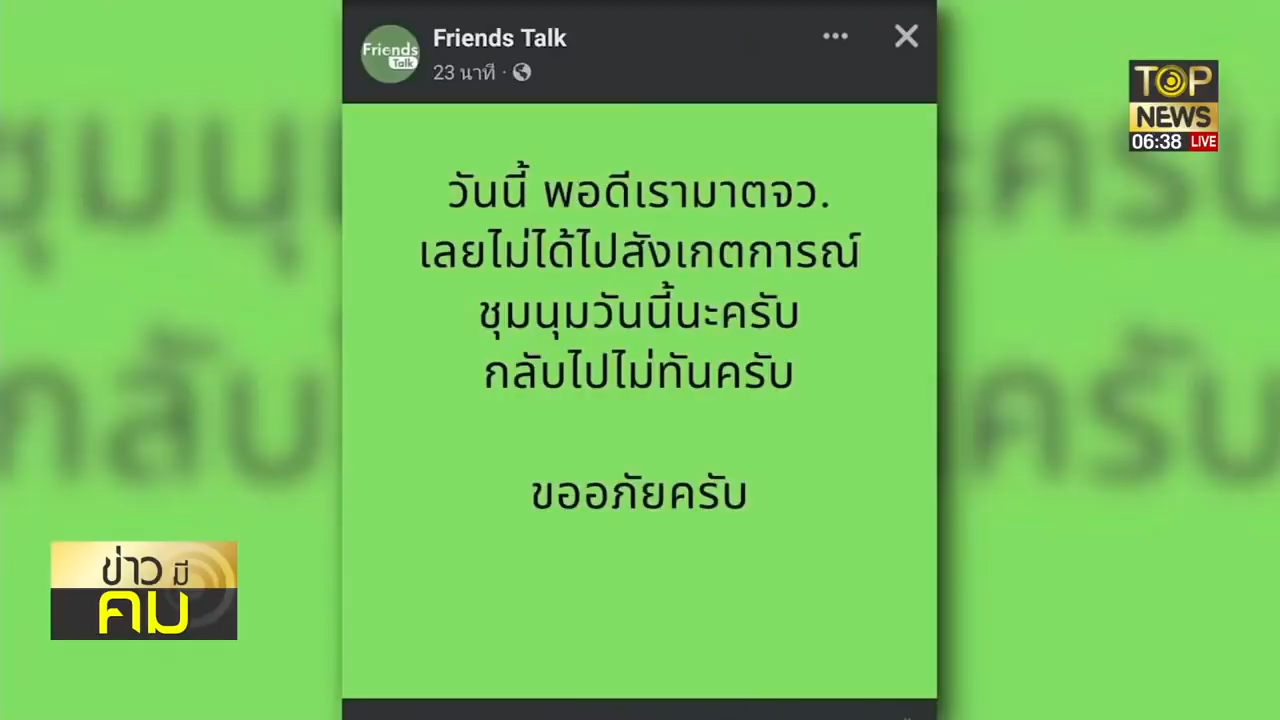 Friends Talk
Friends Talk
23 นาที ·
TOP
NEWS
06:38 LIVE
วันนี้ พอดีเรามาตจว.
เลยไม่ได้ไปสังเกตการณ์
ชุมนุมวันนี้นะครับ
กลับไปไม่ทันครับ
ขออภัยครับ
ข่าวมี
คม